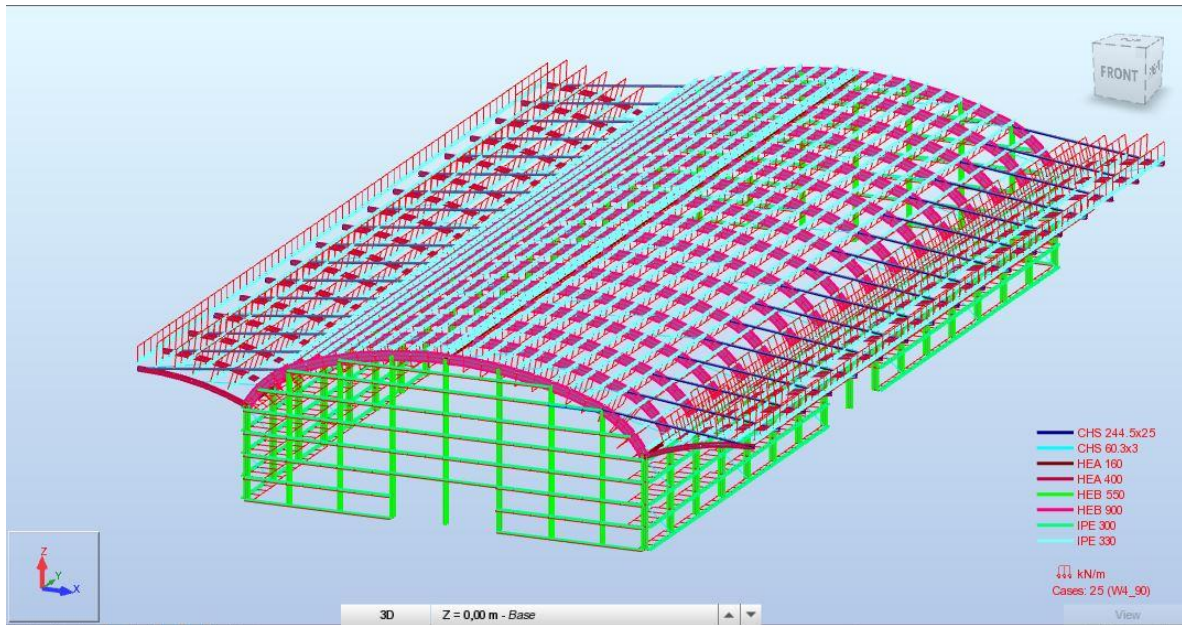 FRONT
CHS 244.5x25
CHS 60.3x3
HEA 160
HEA 400
HEB 550
HEB 900
IPE 300
IPE 330
kN/m
Cases: 25 (W4_90)
Z
Y
X
3D Z = 0,00 m - Base
View